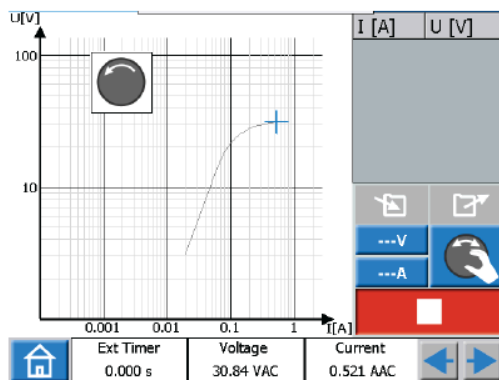 U[V]
100
10
0.001 0.01 0.1 1 I[A]
I [A] U [V]
---V
---A
Ext Timer
0.000 s
Voltage
30.84 VAC
Current
0.521 AAC